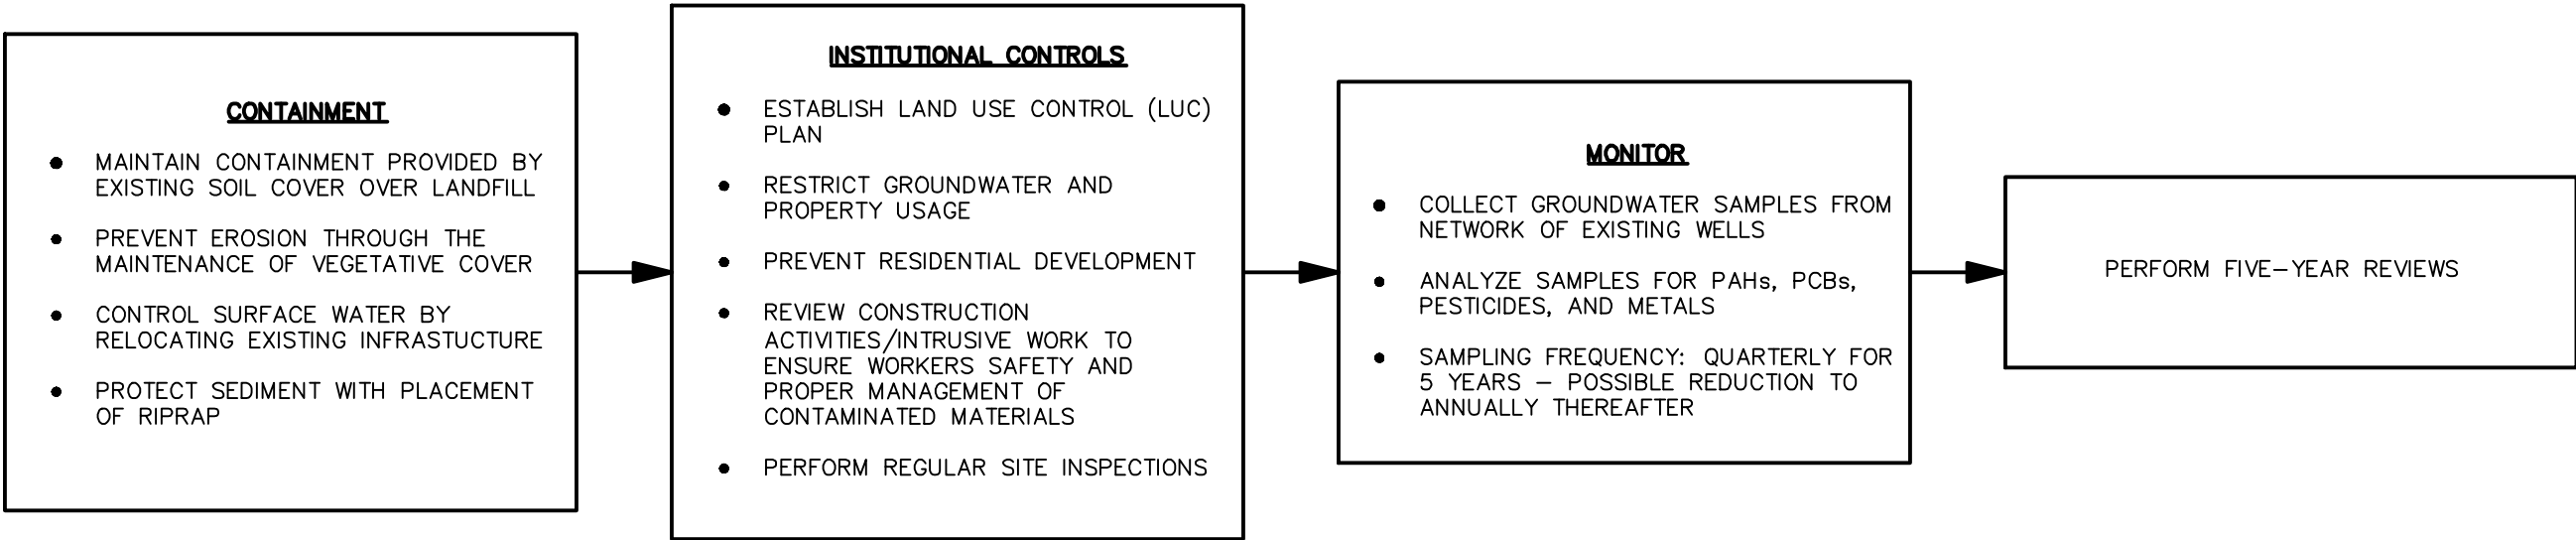 CONTAINMENT
● MAINTAIN CONTAINMENT PROVIDED BY
EXISTING SOIL COVER OVER LANDFILL
● PREVENT EROSION THROUGH THE
MAINTENANCE OF VEGETATIVE COVER
● CONTROL SURFACE WATER BY
RELOCATING EXISTING INFRASTUCTURE
● PROTECT SEDIMENT WITH PLACEMENT
OF RIPRAP
INSTITUTIONAL CONTROLS
● ESTABLISH LAND USE CONTROL (LUC)
PLAN
● RESTRICT GROUNDWATER AND
PROPERTY USAGE
● PREVENT RESIDENTIAL DEVELOPMENT
● REVIEW CONSTRUCTION
ACTIVITIES/INTRUSIVE WORK TO
ENSURE WORKERS SAFETY AND
PROPER MANAGEMENT OF
CONTAMINATED MATERIALS
● PERFORM REGULAR SITE INSPECTIONS
MONITOR
● COLLECT GROUNDWATER SAMPLES FROM
NETWORK OF EXISTING WELLS
● ANALYZE SAMPLES FOR PAHs, PCBs,
PESTICIDES, AND METALS
● SAMPLING FREQUENCY: QUARTERLY FOR
5 YEARS – POSSIBLE REDUCTION TO
ANNUALLY THEREAFTER
PERFORM FIVE–YEAR REVIEWS